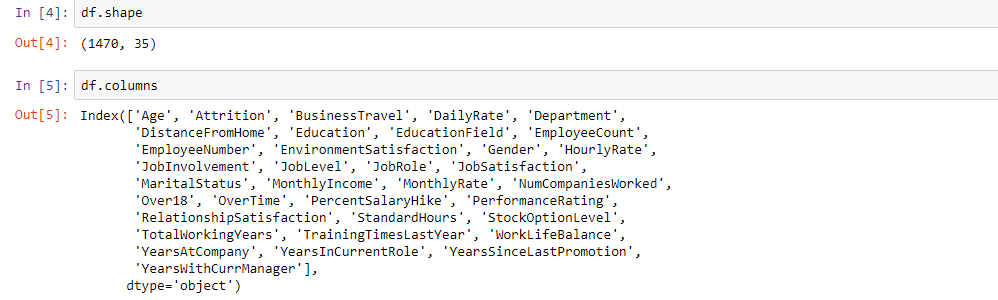 In [4]: df.shape
Out[4]: (1470, 35)
In [5]: df.columns
Out[5]: Index(['Age', 'Attrition', 'BusinessTravel', 'DailyRate', 'Department',
'DistanceFromHome', 'Education', 'EducationField', 'EmployeeCount',
'EmployeeNumber', 'EnvironmentSatisfaction', 'Gender', 'HourlyRate',
'JobInvolvement', 'JobLevel', 'JobRole', 'JobSatisfaction',
'MaritalStatus', 'MonthlyIncome', 'MonthlyRate', 'NumCompaniesWorked',
'Over18', 'OverTime', 'PercentSalaryHike', 'PerformanceRating',
'RelationshipSatisfaction', 'StandardHours', 'StockOptionLevel',
'TotalWorkingYears', 'TrainingTimesLastYear', 'WorkLifeBalance',
'YearsAtCompany', 'YearsInCurrentRole', 'YearsSinceLastPromotion',
'YearsWithCurrManager'],
dtype='object')